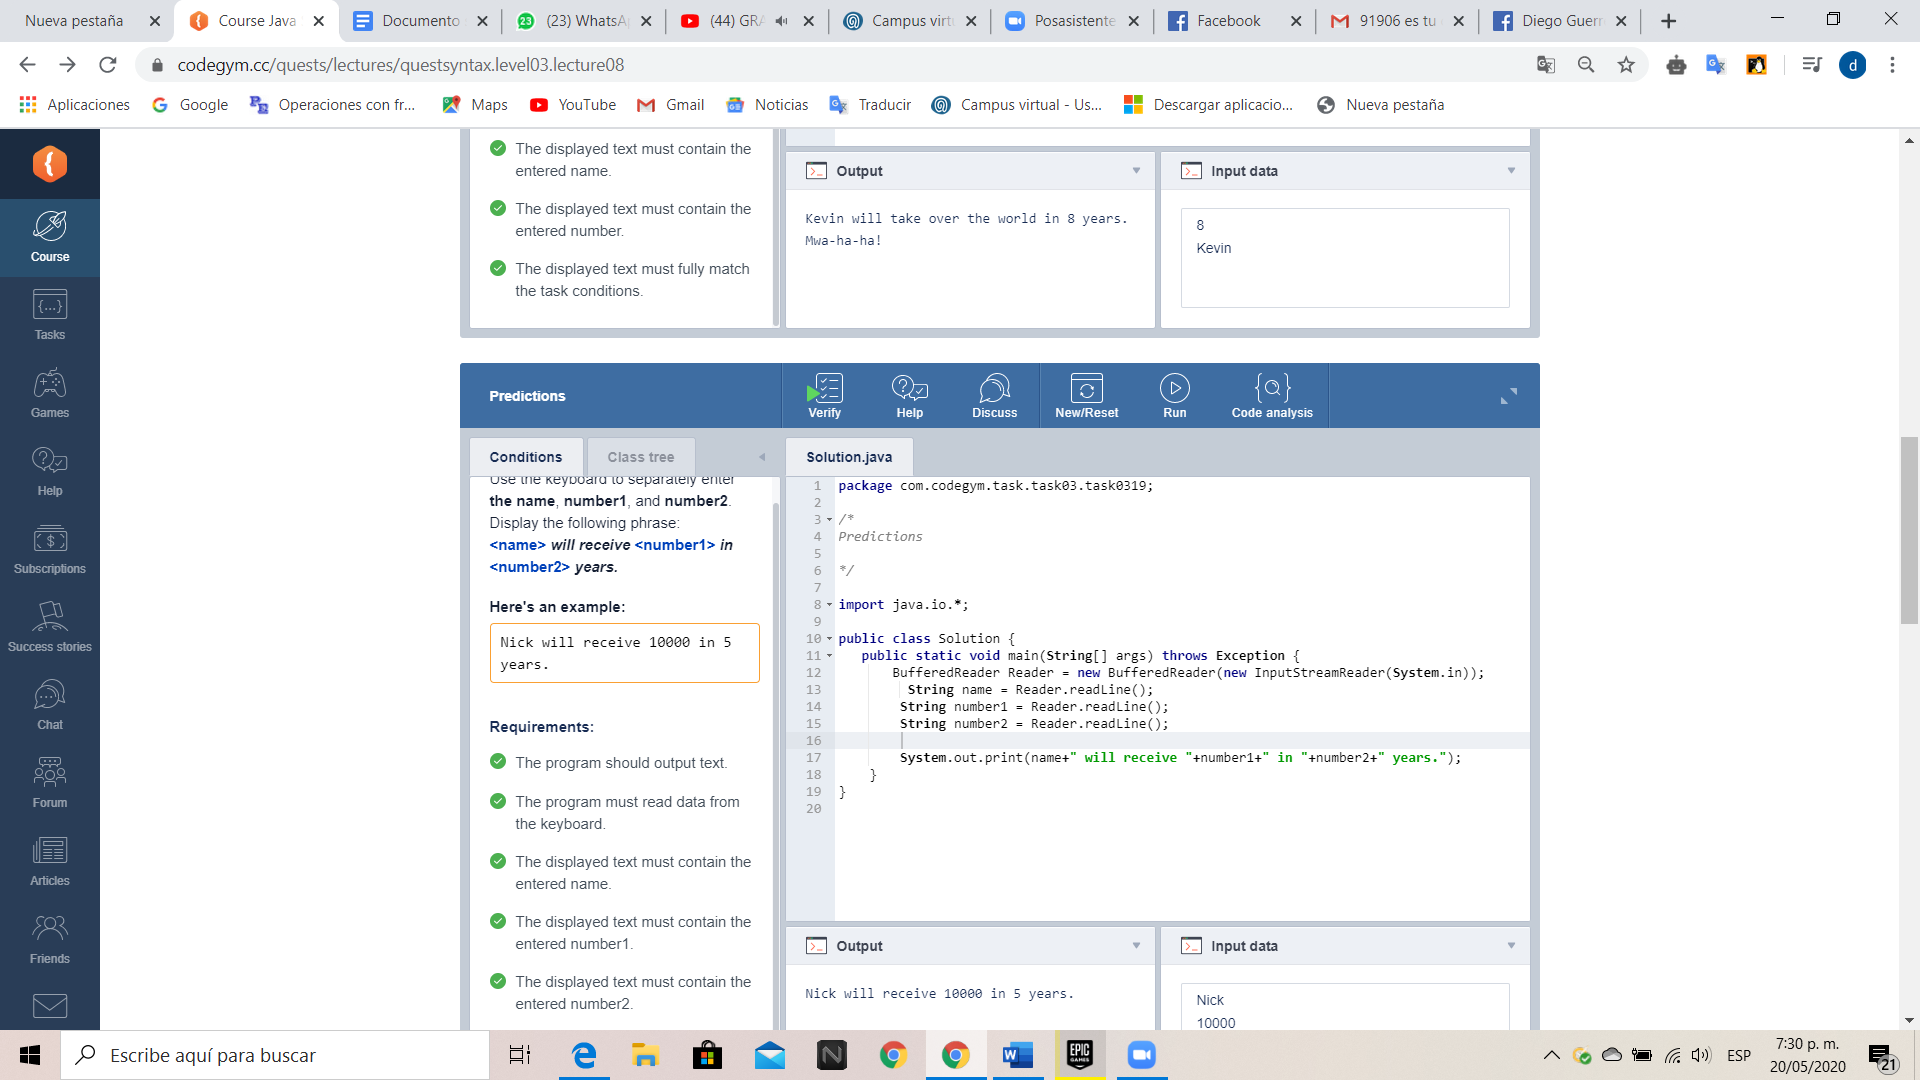 Nueva pestaña
Course Java
Documento
(23) WhatsA
(44) GRA
Campus virtu
Posasistente
Facebook
91906 es tu
Diego Guerr
codegym.cc/quests/lectures/questsyntax.level03.lecture08
d
Aplicaciones
Google
Operaciones con fr...
Maps
YouTube
Gmail
Noticias
Traducir
Campus virtual - Us...
Descargar aplicacio...
Nueva pestaña
Course
Tasks
Games
Help
Subscriptions
Success stories
Chat
Forum
Articles
Friends
The displayed text must contain the
entered name.
The displayed text must contain the
entered number.
The displayed text must fully match
the task conditions.
Output
Kevin will take over the world in 8 years.
Mwa-ha-ha!
Input data
8
Kevin
Predictions
Verify
Help
Discuss
New/Reset
Run
Code analysis
Conditions
Class tree
Solution.java
Use the keyboard to separately enter
the name, number1, and number2.
Display the following phrase:
<name> will receive <number1> in
<number2> years.
Here's an example:
Nick will receive 10000 in 5
years.
Requirements:
The program should output text.
The program must read data from
the keyboard.
The displayed text must contain the
entered name.
The displayed text must contain the
entered number1.
The displayed text must contain the
entered number2.
1 package com.codegym.task.task03.task0319;
2
3 /*
4 Predictions
5
6 */
7
8 import java.io.*;
9
10 public class Solution {
11 public static void main(String[] args) throws Exception {
12 BufferedReader Reader = new BufferedReader(new InputStreamReader(System.in));
13 String name = Reader.readLine();
14 String number1 = Reader.readLine();
15 String number2 = Reader.readLine();
16
17 System.out.print(name+" will receive "+number1+" in "+number2+" years.");
18 }
19 }
20
Output
Nick will receive 10000 in 5 years.
Input data
Nick
10000
Escribe aquí para buscar
EPIC
GAMES
ESP
7:30 p. m.
20/05/2020
21